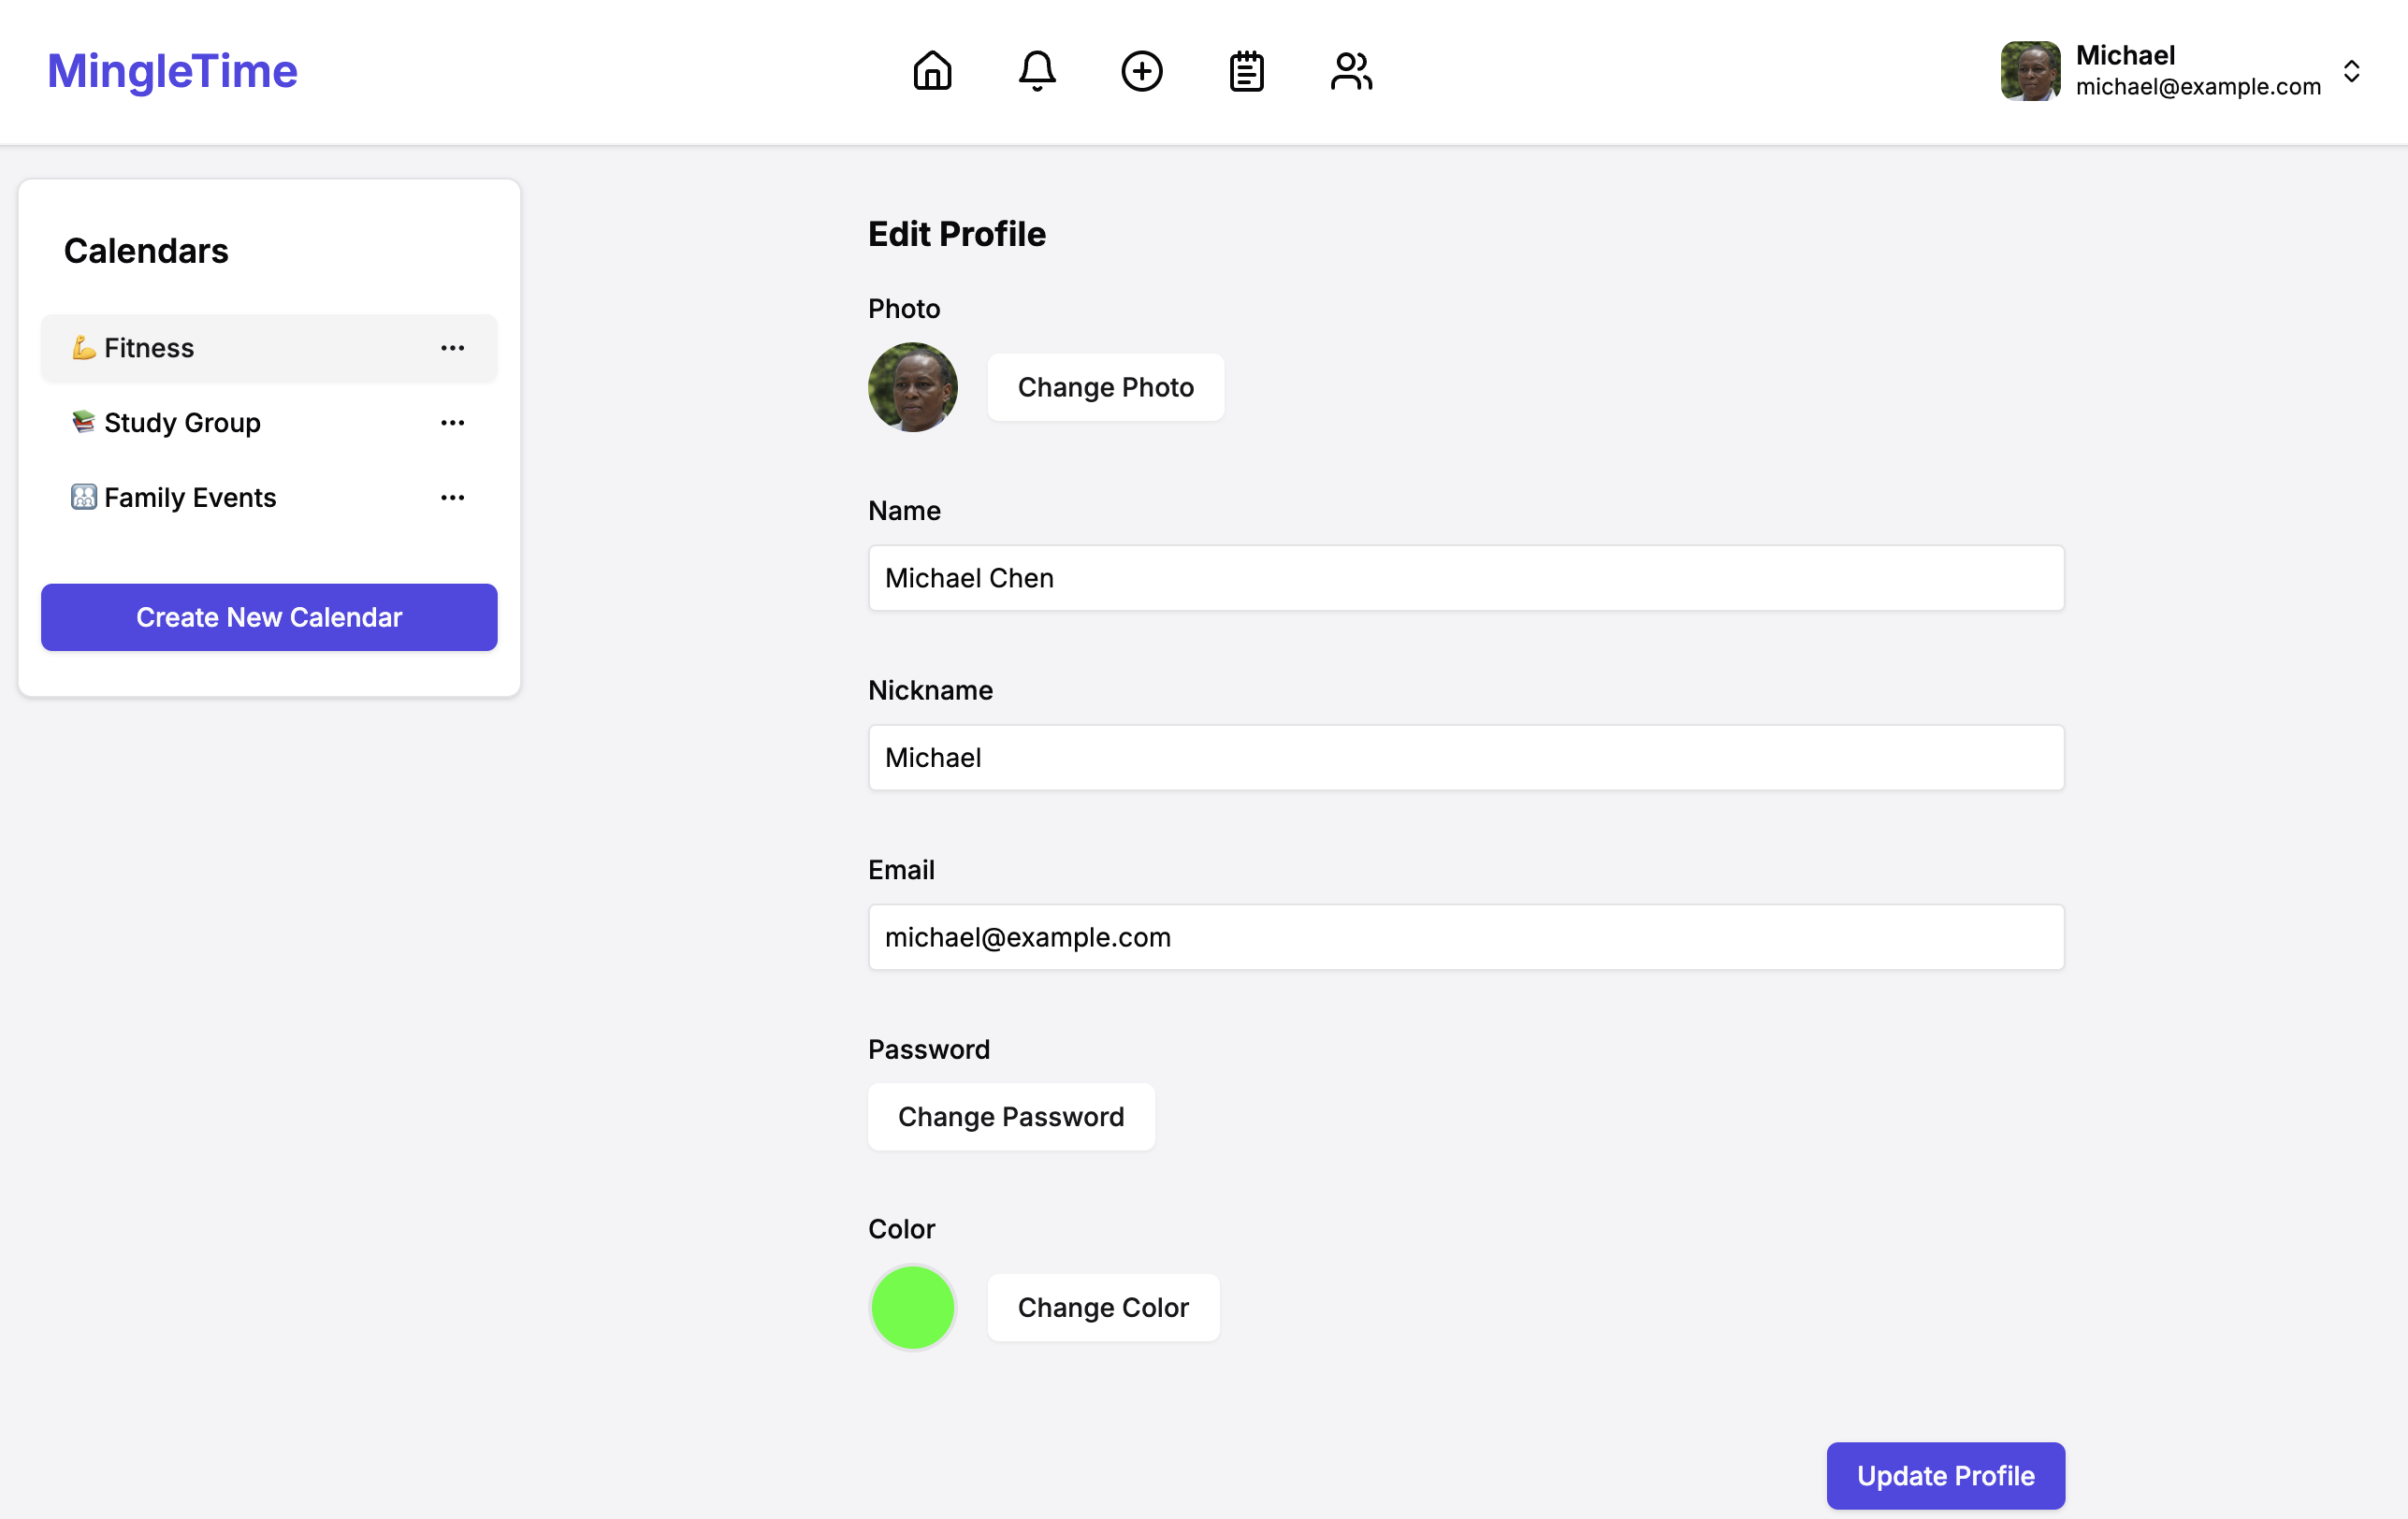 MingleTime
Michael
michael@example.com
Calendars
Fitness
Study Group
Family Events
Create New Calendar
Edit Profile
Photo
Change Photo
Name
Michael Chen
Nickname
Michael
Email
michael@example.com
Password
Change Password
Color
Change Color
Update Profile